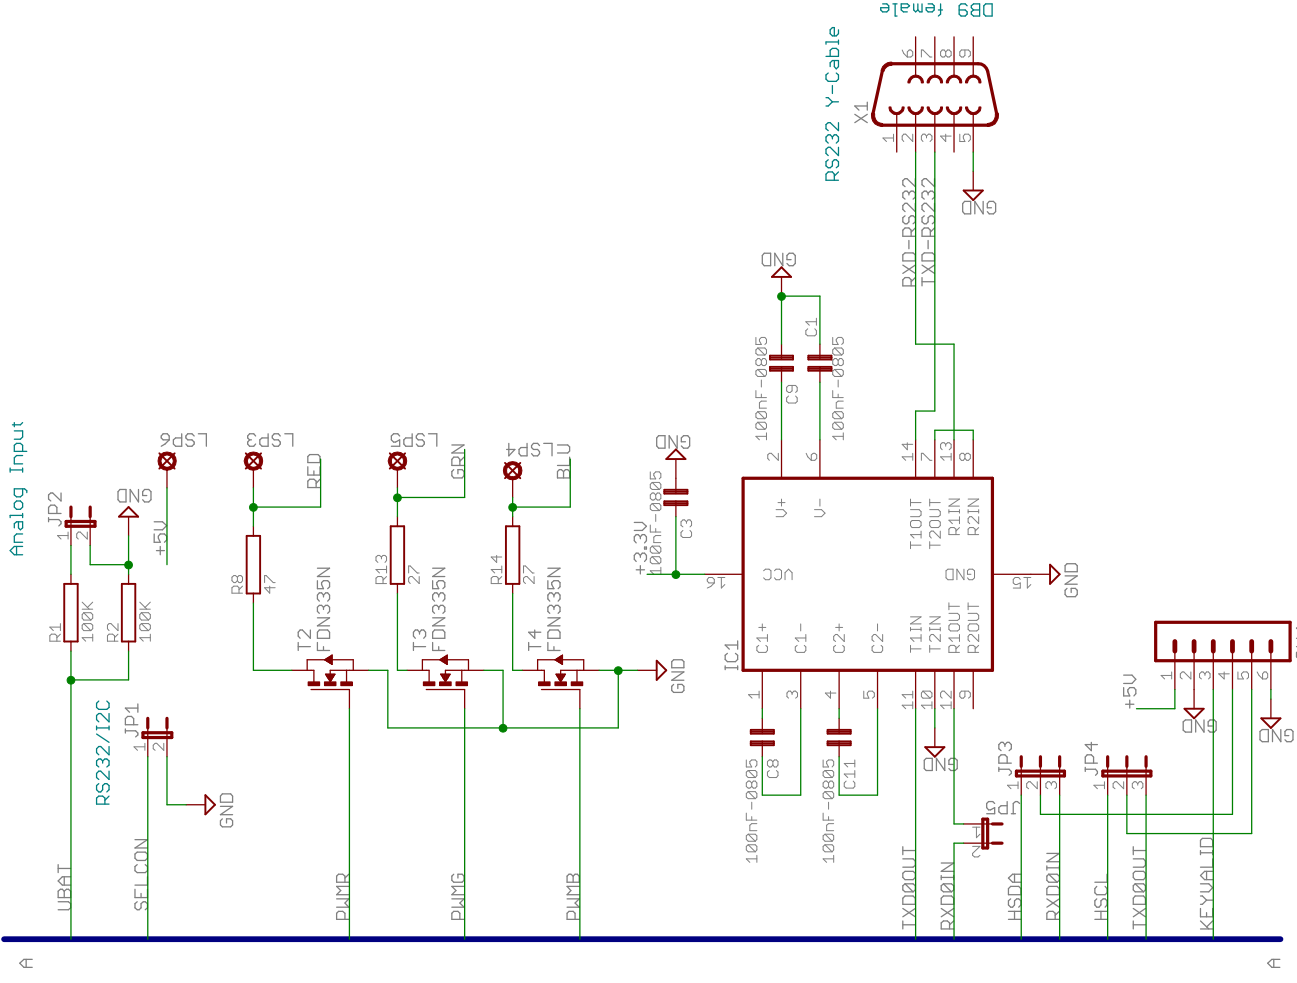 DB9 female
RS232 Y-Cable
X1
6
7
8
9
1
2
3
4
5
GND
RXD-RS232
TXD-RS232
GND
C1
100nF-0805
C9
100nF-0805
2
6
14
7
13
8
GND
100nF-0805
C3
+3.3V
16
V+
V-
T1OUT
T2OUT
R1IN
R2IN
VCC
GND
15
GND
C1+
C1-
C2+
C2-
T1IN
T2IN
R1OUT
R2OUT
IC1
1
3
4
5
11
10
12
9
100nF-0805
C8
100nF-0805
C11
GND
JP5
1
2
TXD0OUT
RXD0IN
Analog Input
JP2
1
2
GND
R1
100K
R2
100K
LSP6
+5V
LSP3
RED
R8
47
LSP5
GRN
R13
27
LSP4
BLU
R14
27
T2
FDN335N
T3
FDN335N
T4
FDN335N
GND
RS232/I2C
JP1
1
2
GND
UBAT
SELCON
PWMR
PWMG
PWMB
JP3
1
2
3
JP4
1
2
3
HSDA
RXD0IN
HSCL
TXD0OUT
KEYVALID
+5V
1
2
3
4
5
6
GND
GND
A
A